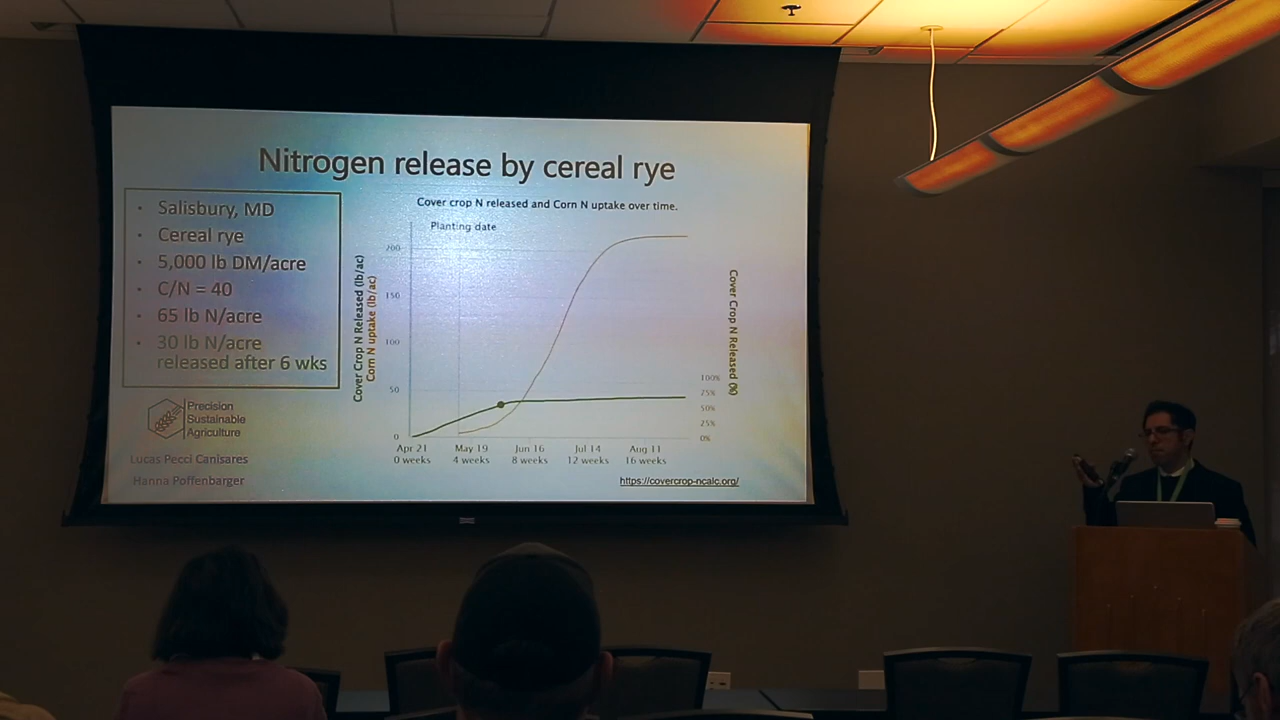 Nitrogen release by cereal rye
• Salisbury, MD
• Cereal rye
• 5,000 lb DM/acre
• C/N = 40
• 65 lb N/acre
• 30 lb N/acre
released after 6 wks
Precision
Sustainable
Agriculture
Lucas Pecci Canisares
Hanna Poffenbarger
Cover crop N released and Corn N uptake over time.
Planting date
Cover Crop N Released (lb/ac)
Corn N uptake (lb/ac)
200
150
100
50
0
Cover Crop N Released (%)
100%
75%
50%
25%
0%
Apr 21 May 19 Jun 16 Jul 14 Aug 11
0 weeks 4 weeks 8 weeks 12 weeks 16 weeks
https://covercrop-ncalc.org/